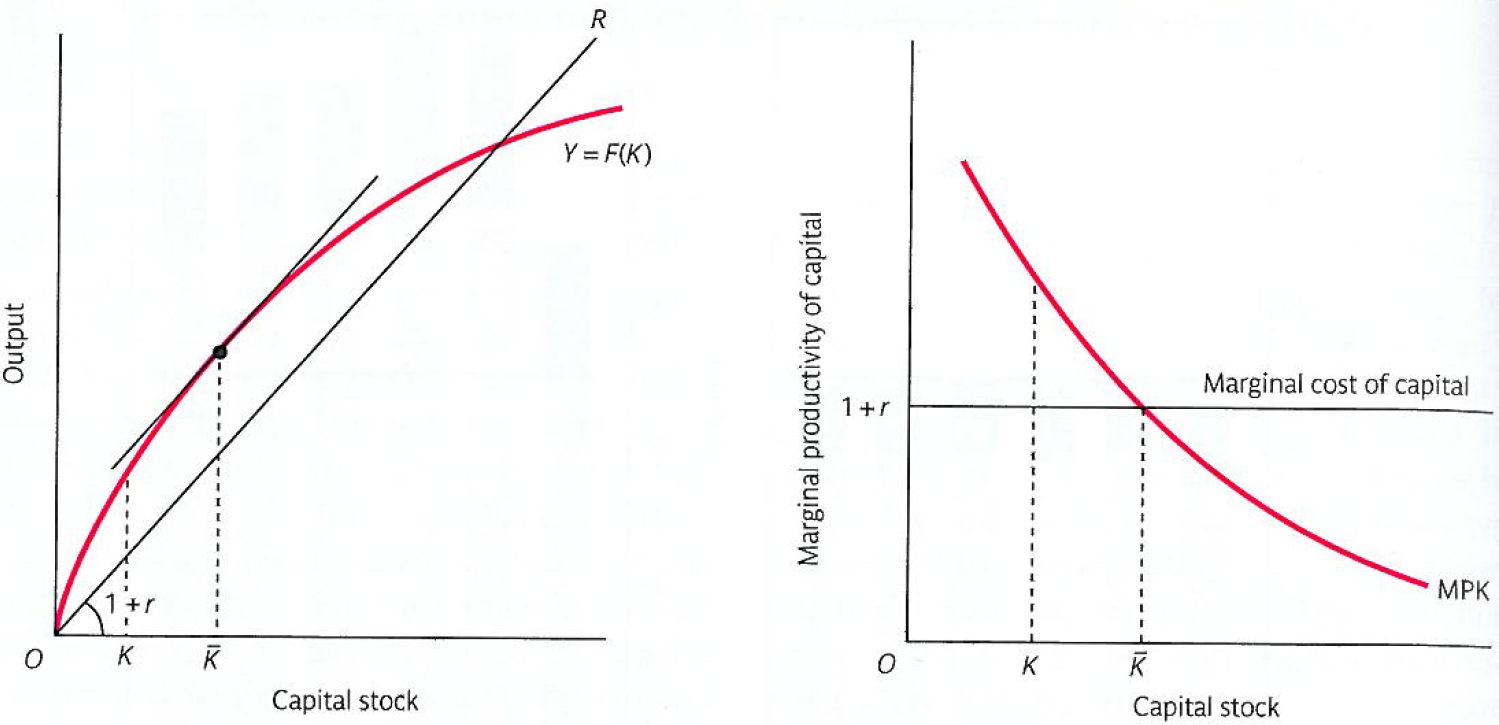 R
Y = F(K)
Output
1 + r
O
K
K̄
Capital stock
Marginal productivity of capital
Marginal cost of capital
1 + r
MPK
O
K
K̄
Capital stock